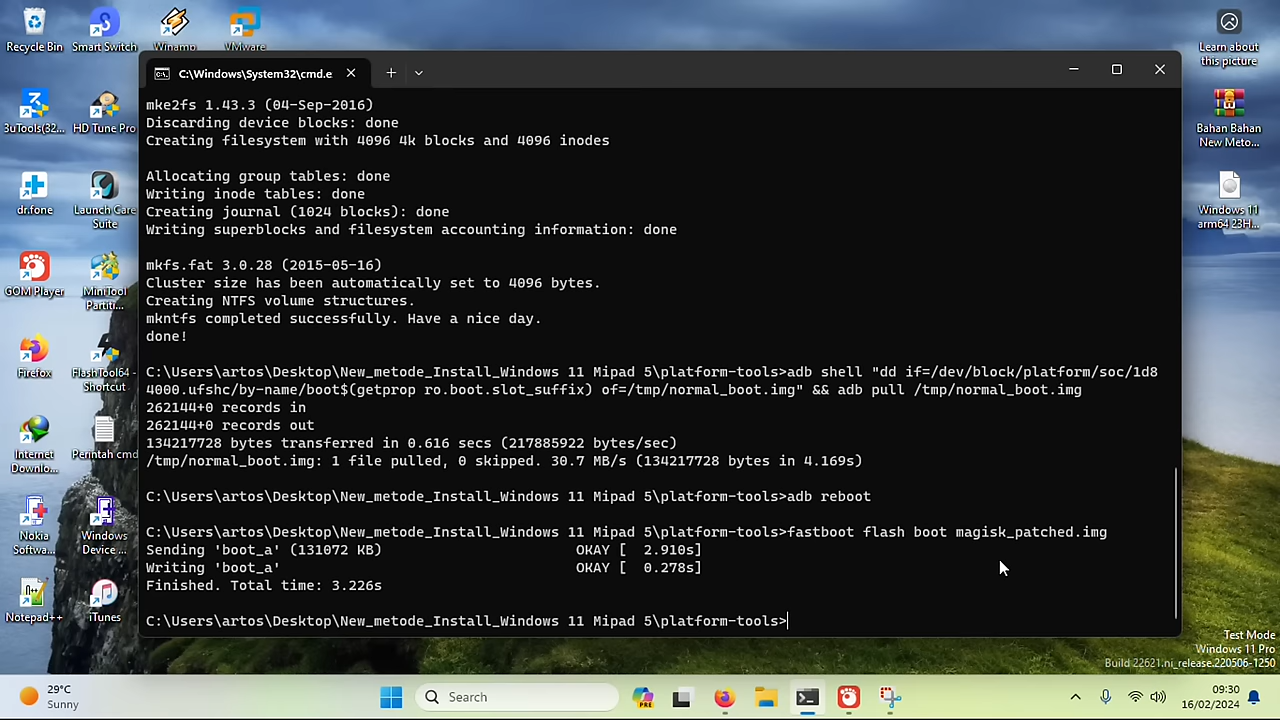 Recycle Bin
Smart Switch
Winamp
VMware
Learn about
this picture
C:\Windows\System32\cmd.e
mke2fs 1.43.3 (04-Sep-2016)
Discarding device blocks: done
Creating filesystem with 4096 4k blocks and 4096 inodes
Allocating group tables: done
Writing inode tables: done
Creating journal (1024 blocks): done
Writing superblocks and filesystem accounting information: done
mkfs.fat 3.0.28 (2015-05-16)
Cluster size has been automatically set to 4096 bytes.
Creating NTFS volume structures.
mkntfs completed successfully. Have a nice day.
done!
C:\Users\artos\Desktop\New_metode_Install_Windows 11 Mipad 5\platform-tools>adb shell "dd if=/dev/block/platform/soc/1d8
4000.ufshc/by-name/boot$(getprop ro.boot.slot_suffix) of=/tmp/normal_boot.img" && adb pull /tmp/normal_boot.img
262144+0 records in
262144+0 records out
134217728 bytes transferred in 0.616 secs (217885922 bytes/sec)
/tmp/normal_boot.img: 1 file pulled, 0 skipped. 30.7 MB/s (134217728 bytes in 4.169s)
C:\Users\artos\Desktop\New_metode_Install_Windows 11 Mipad 5\platform-tools>adb reboot
C:\Users\artos\Desktop\New_metode_Install_Windows 11 Mipad 5\platform-tools>fastboot flash boot magisk_patched.img
Sending 'boot_a' (131072 KB) OKAY [ 2.910s]
Writing 'boot_a' OKAY [ 0.278s]
Finished. Total time: 3.226s
C:\Users\artos\Desktop\New_metode_Install_Windows 11 Mipad 5\platform-tools>
3uTools(32...
HD Tune Pro
dr.fone
Launch Care
Suite
GOM Player
MiniTool
Partiti...
Firefox
FlashTool64 -
Shortcut
Internet
Downlo...
Perintah cmd
Nokia
Softwa...
Windows
Device ...
Notepad++
iTunes
Bahan Bahan
New Meto...
Windows 11
arm64 23H...
Test Mode
Windows 11 Pro
Build 22621.ni_release.220506-1250
29°C
Sunny
Search
PRE
09:30
16/02/2024